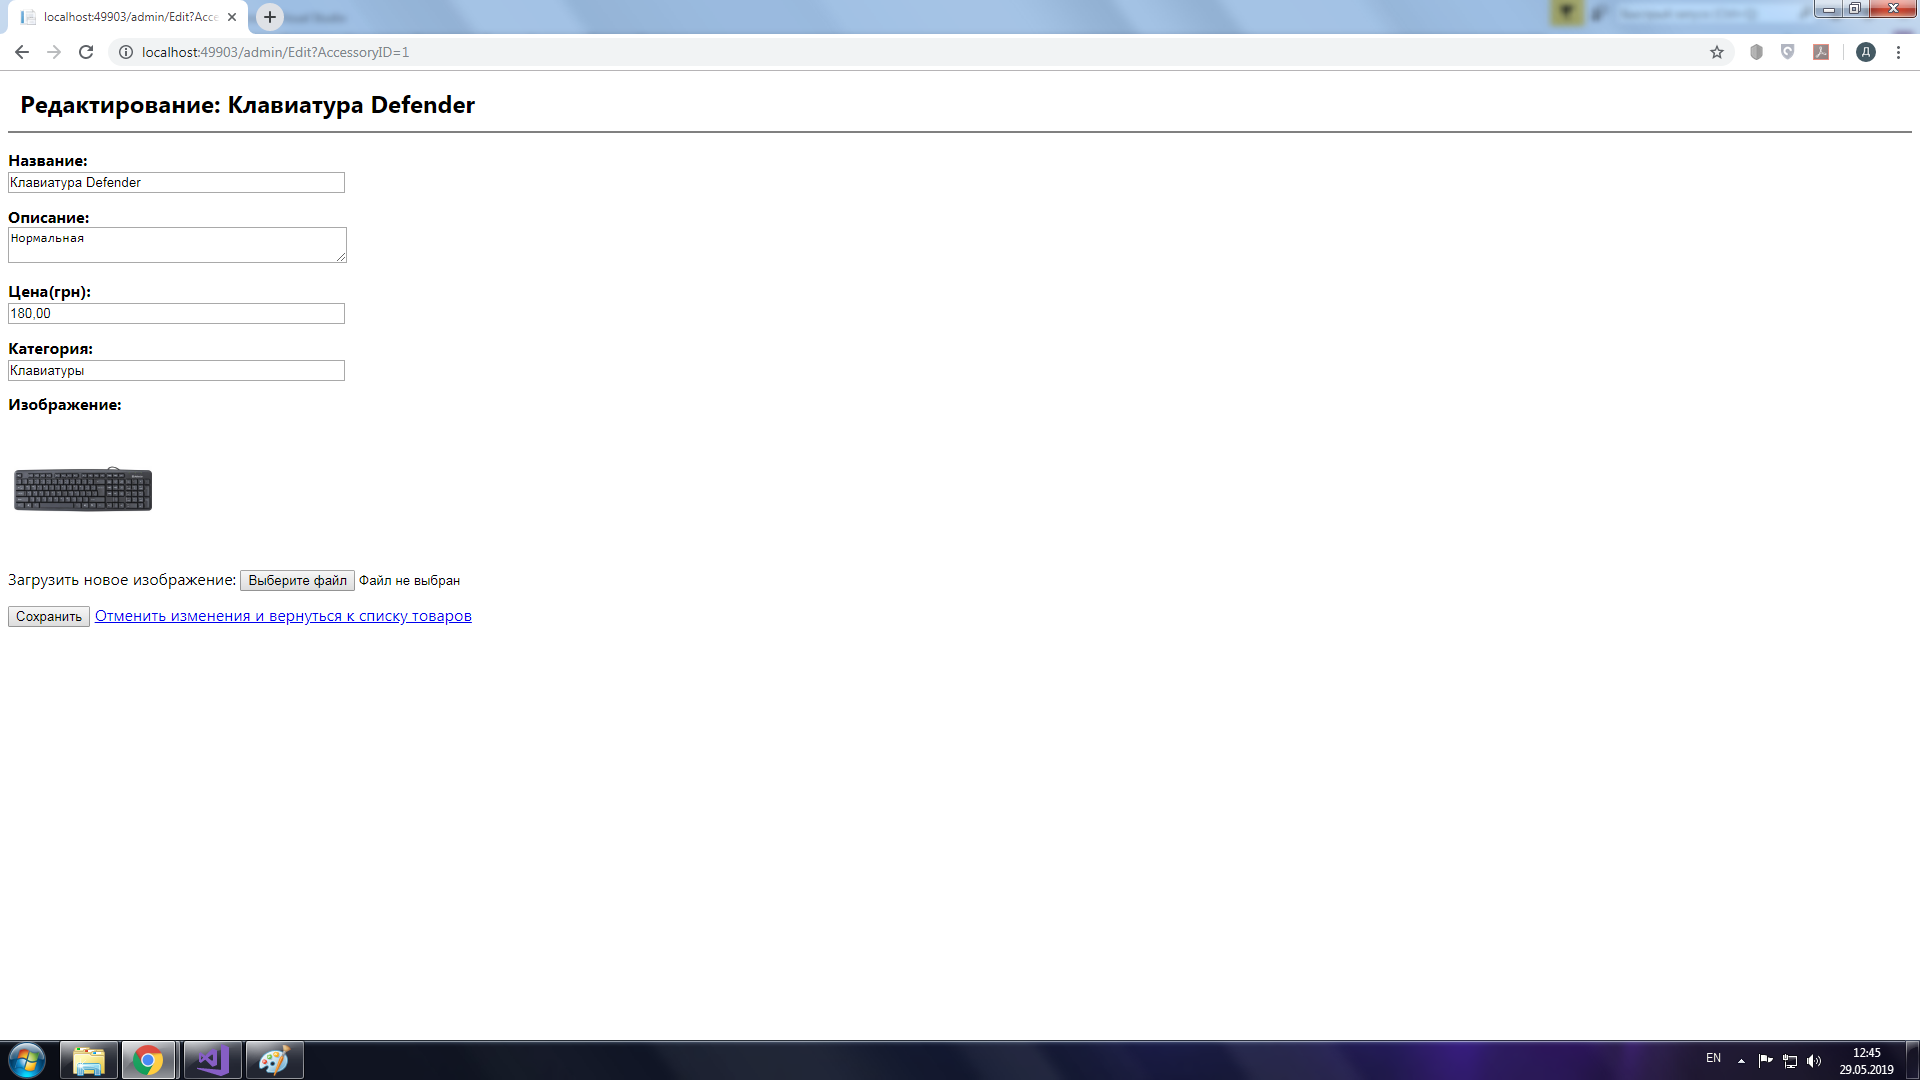 localhost:49903/admin/Edit?Acce
localhost:49903/admin/Edit?AccessoryID=1
Д
Редактирование: Клавиатура Defender
Название:
Клавиатура Defender
Описание:
Нормальная
Цена(грн):
180,00
Категория:
Клавиатуры
Изображение:
Загрузить новое изображение: Выберите файл Файл не выбран
Сохранить Отменить изменения и вернуться к списку товаров
EN
12:45
29.05.2019